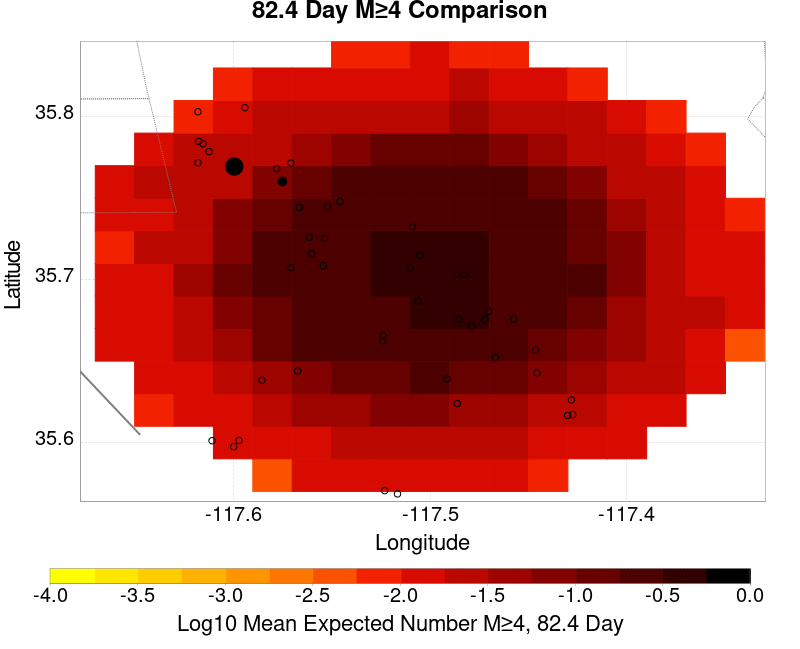 82.4 Day M≥4 Comparison
35.8
35.7
35.6
Latitude
-117.6 -117.5 -117.4
Longitude
-4.0 -3.5 -3.0 -2.5 -2.0 -1.5 -1.0 -0.5 0.0
Log10 Mean Expected Number M≥4, 82.4 Day